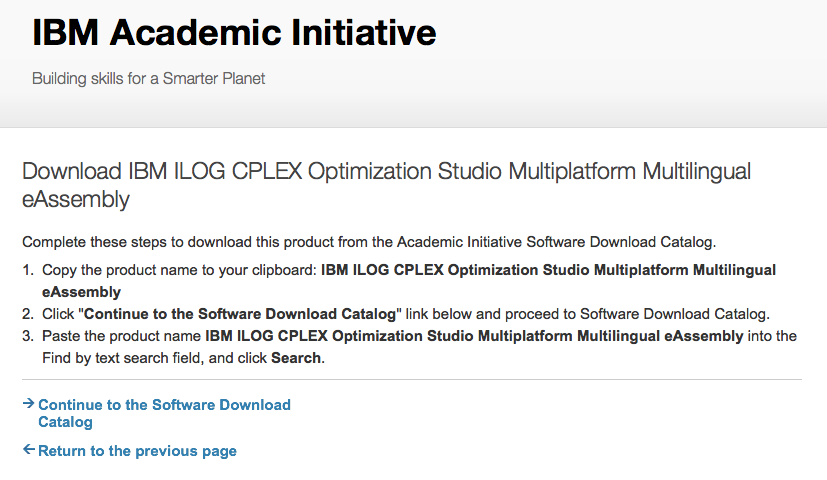 IBM Academic Initiative
Building skills for a Smarter Planet
Download IBM ILOG CPLEX Optimization Studio Multiplatform Multilingual
eAssembly
Complete these steps to download this product from the Academic Initiative Software Download Catalog.
1. Copy the product name to your clipboard: IBM ILOG CPLEX Optimization Studio Multiplatform Multilingual
eAssembly
2. Click "Continue to the Software Download Catalog" link below and proceed to Software Download Catalog.
3. Paste the product name IBM ILOG CPLEX Optimization Studio Multiplatform Multilingual eAssembly into the
Find by text search field, and click Search.
→ Continue to the Software Download
Catalog
← Return to the previous page